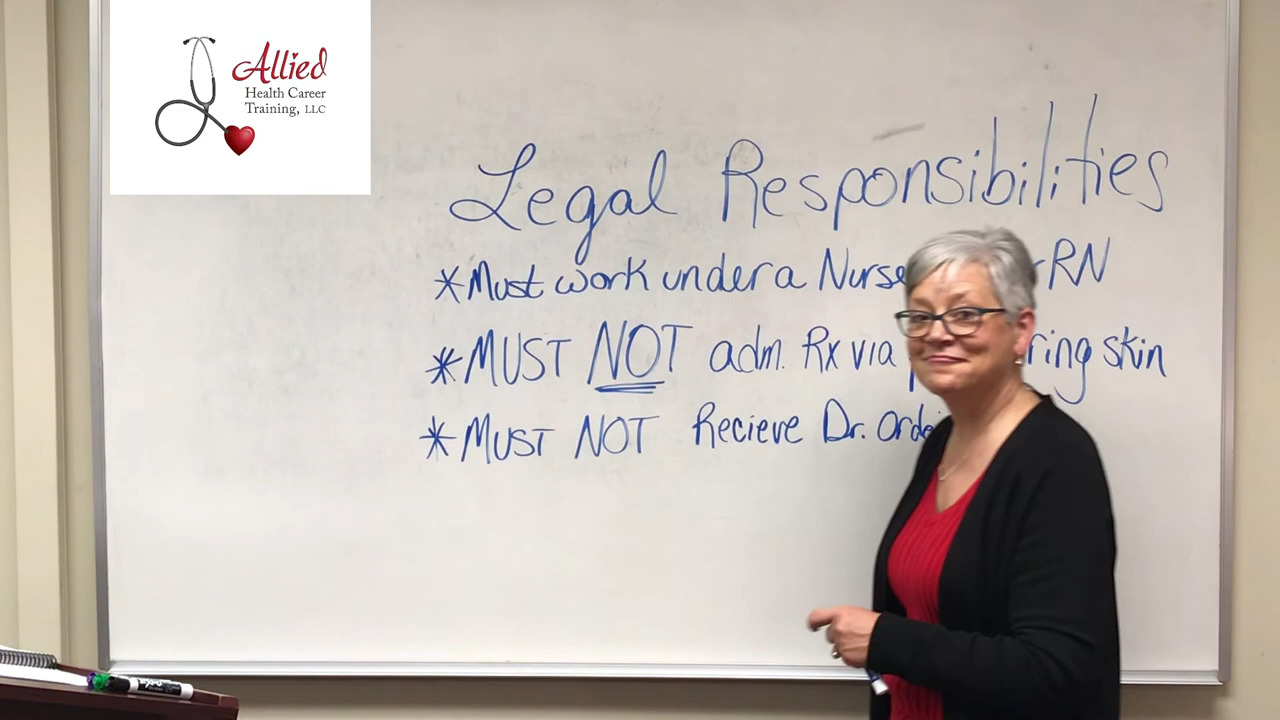 Allied
Health Career
Training, LLC
Legal Responsibilities
*Must work under a Nurse RN
*MUST NOT adm. Rx via p ring skin
*MUST NOT Recieve Dr. Orde